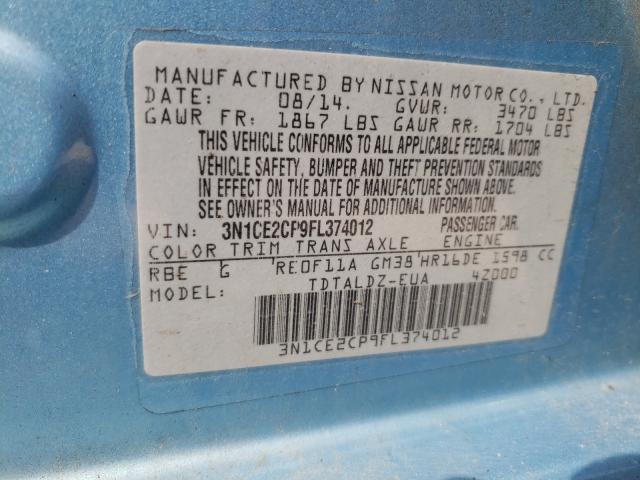 MANUFACTURED BY NISSAN MOTOR CO., LTD.
DATE: 08/14. GVWR: 3470 LBS
GAWR FR: 1867 LBS GAWR RR: 1704 LBS
THIS VEHICLE CONFORMS TO ALL APPLICABLE FEDERAL MOTOR
VEHICLE SAFETY, BUMPER AND THEFT PREVENTION STANDARDS
IN EFFECT ON THE DATE OF MANUFACTURE SHOWN ABOVE.
SEE OWNER'S MANUAL FOR ADDITIONAL INFORMATION.
VIN: 3N1CE2CP9FL374012 PASSENGER CAR.
COLOR TRIM TRANS AXLE ENGINE
RBE G RE0F11A GM38 HR16DE 1598 CC
MODEL: TDTALDZ-EUA 4Z000
3N1CE2CP9FL374012